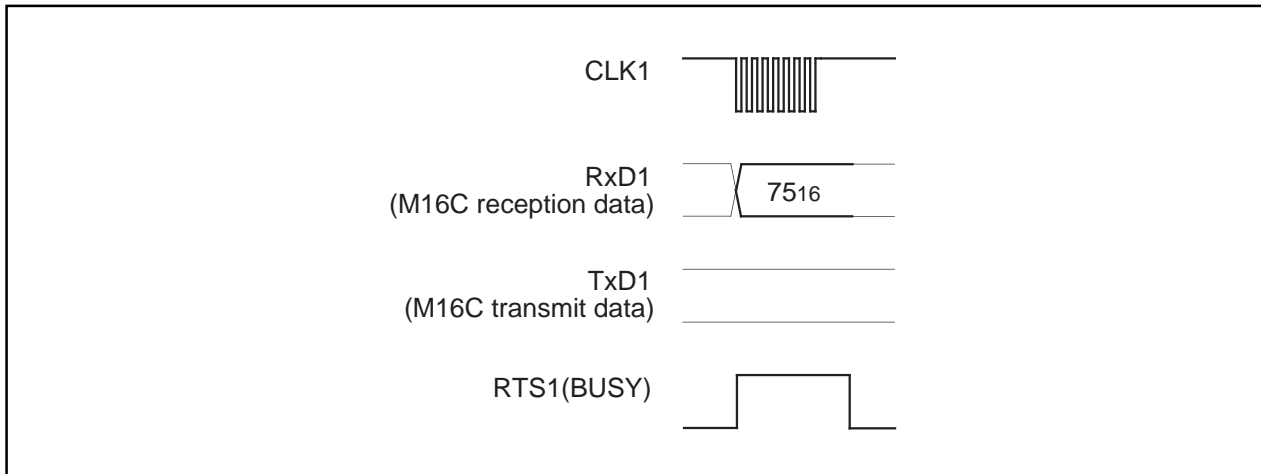 CLK1
RxD1
(M16C reception data)
7516
TxD1
(M16C transmit data)
RTS1(BUSY)